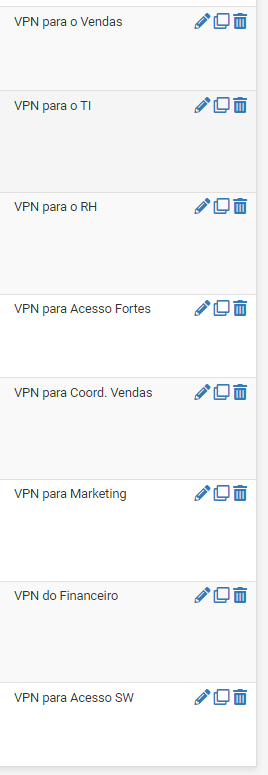 VPN para o Vendas
VPN para o TI
VPN para o RH
VPN para Acesso Fortes
VPN para Coord. Vendas
VPN para Marketing
VPN do Financeiro
VPN para Acesso SW